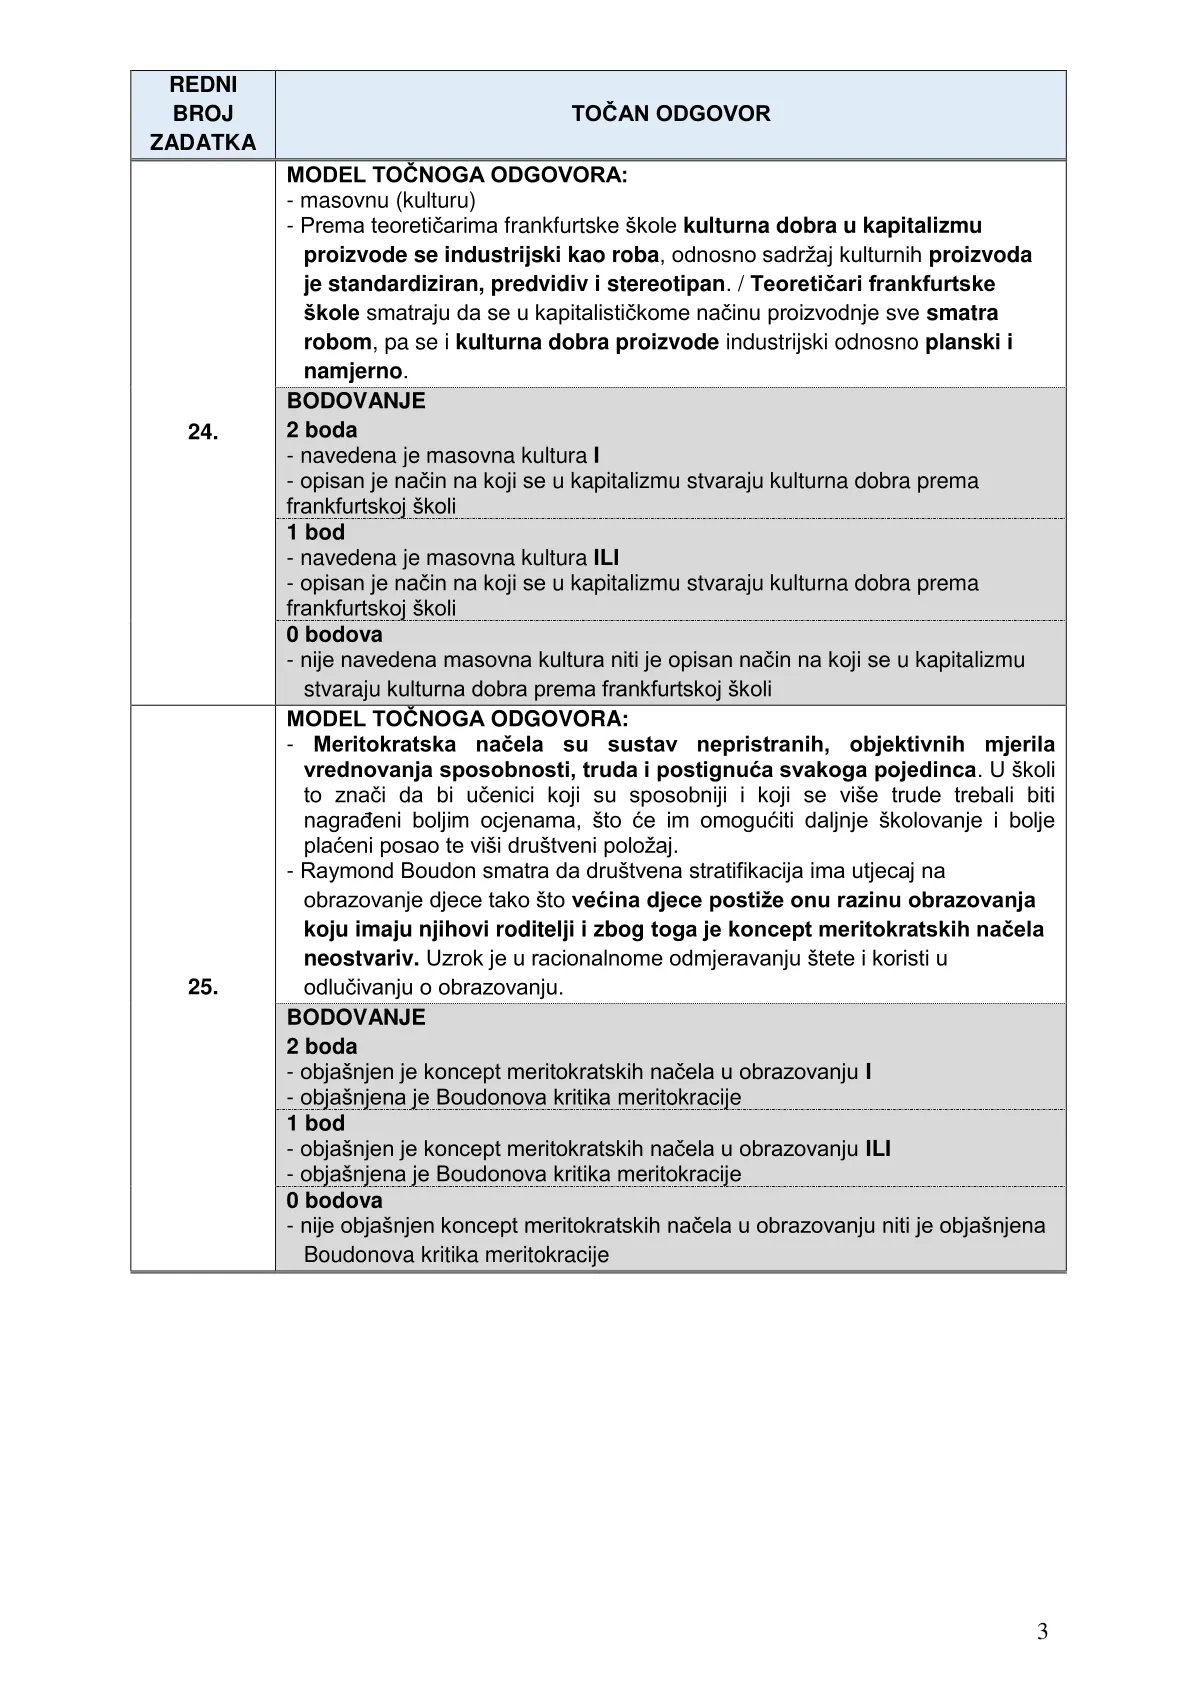 REDNI
BROJ
ZADATKA
TOČAN ODGOVOR
24.
MODEL TOČNOGA ODGOVORA:
- masovnu (kulturu)
- Prema teoretičarima frankfurtske škole kulturna dobra u kapitalizmu
proizvode se industrijski kao roba, odnosno sadržaj kulturnih proizvoda
je standardiziran, predvidiv i stereotipan. / Teoretičari frankfurtske
škole smatraju da se u kapitalističkome načinu proizvodnje sve smatra
robom, pa se i kulturna dobra proizvode industrijski odnosno planski i
namjerno.
BODOVANJE
2 boda
- navedena je masovna kultura I
- opisan je način na koji se u kapitalizmu stvaraju kulturna dobra prema
frankfurtskoj školi
1 bod
- navedena je masovna kultura ILI
- opisan je način na koji se u kapitalizmu stvaraju kulturna dobra prema
frankfurtskoj školi
0 bodova
- nije navedena masovna kultura niti je opisan način na koji se u kapitalizmu
stvaraju kulturna dobra prema frankfurtskoj školi
25.
MODEL TOČNOGA ODGOVORA:
- Meritokratska načela su sustav nepristranih, objektivnih mjerila
vrednovanja sposobnosti, truda i postignuća svakoga pojedinca. U školi
to znači da bi učenici koji su sposobniji i koji se više trude trebali biti
nagrađeni boljim ocjenama, što će im omogućiti daljnje školovanje i bolje
plaćeni posao te viši društveni položaj.
- Raymond Boudon smatra da društvena stratifikacija ima utjecaj na
obrazovanje djece tako što većina djece postiže onu razinu obrazovanja
koju imaju njihovi roditelji i zbog toga je koncept meritokratskih načela
neostvariv. Uzrok je u racionalnome odmjeravanju štete i koristi u
odlučivanju o obrazovanju.
BODOVANJE
2 boda
- objašnjen je koncept meritokratskih načela u obrazovanju I
- objašnjena je Boudonova kritika meritokracije
1 bod
- objašnjen je koncept meritokratskih načela u obrazovanju ILI
- objašnjena je Boudonova kritika meritokracije
0 bodova
- nije objašnjen koncept meritokratskih načela u obrazovanju niti je objašnjena
Boudonova kritika meritokracije
3